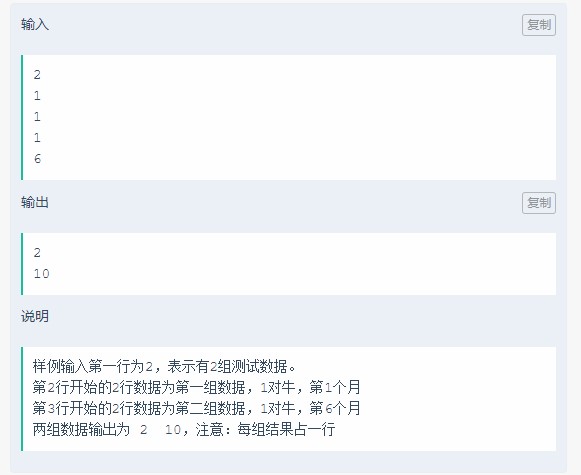 输入
复制
2
1
1
1
6
输出
复制
2
10
说明
样例输入第一行为2，表示有2组测试数据。
第2行开始的2行数据为第一组数据，1对牛，第1个月
第3行开始的2行数据为第二组数据，1对牛，第6个月
两组数据输出为 2  10，注意：每组结果占一行